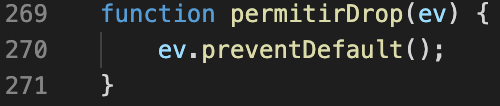 269 function permitirDrop(ev) {
270 ev.preventDefault();
271 }